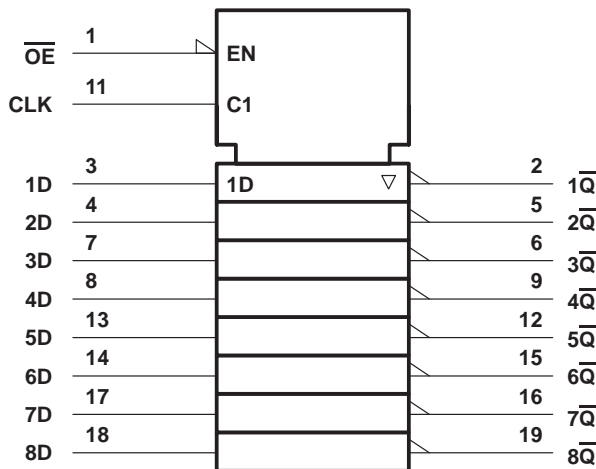 1
OE̅ EN
11
CLK C1
3 2
1D 1D 1Q̅
4 5
2D 2Q̅
7 6
3D 3Q̅
8 9
4D 4Q̅
13 12
5D 5Q̅
14 15
6D 6Q̅
17 16
7D 7Q̅
18 19
8D 8Q̅